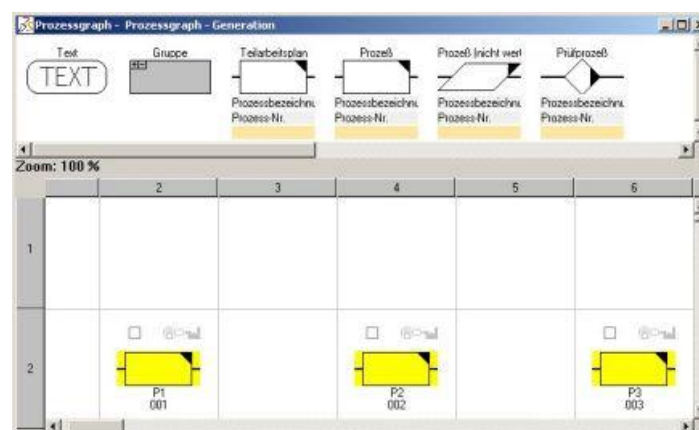 Prozessgraph - Prozessgraph - Generation
Text Gruppe Teilarbeitsplan Prozeß Prozeß (nicht wert Prüfprozeß
TEXT
Prozessbezeichnu Prozessbezeichnu Prozessbezeichnu Prozessbezeichnu
Prozess-Nr. Prozess-Nr. Prozess-Nr. Prozess-Nr.
Zoom: 100 %
2 3 4 5 6
1
2
P1 P2 P3
001 002 003